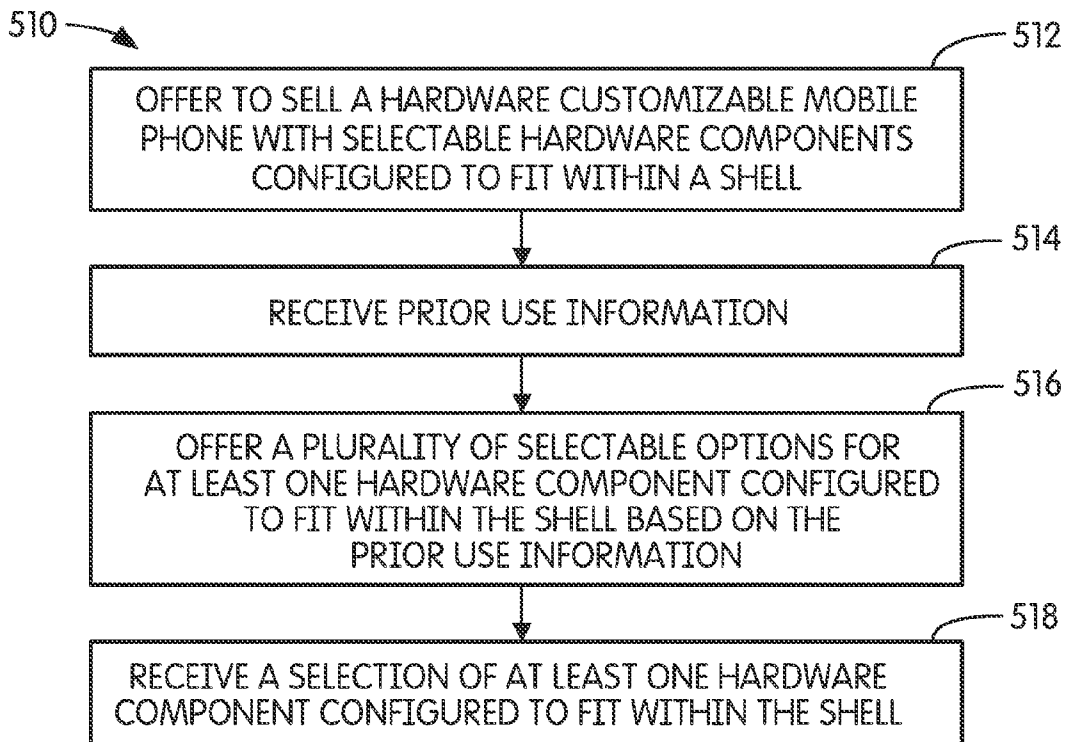 510
512
OFFER TO SELL A HARDWARE CUSTOMIZABLE MOBILE
PHONE WITH SELECTABLE HARDWARE COMPONENTS
CONFIGURED TO FIT WITHIN A SHELL
514
RECEIVE PRIOR USE INFORMATION
516
OFFER A PLURALITY OF SELECTABLE OPTIONS FOR
AT LEAST ONE HARDWARE COMPONENT CONFIGURED
TO FIT WITHIN THE SHELL BASED ON THE
PRIOR USE INFORMATION
518
RECEIVE A SELECTION OF AT LEAST ONE HARDWARE
COMPONENT CONFIGURED TO FIT WITHIN THE SHELL